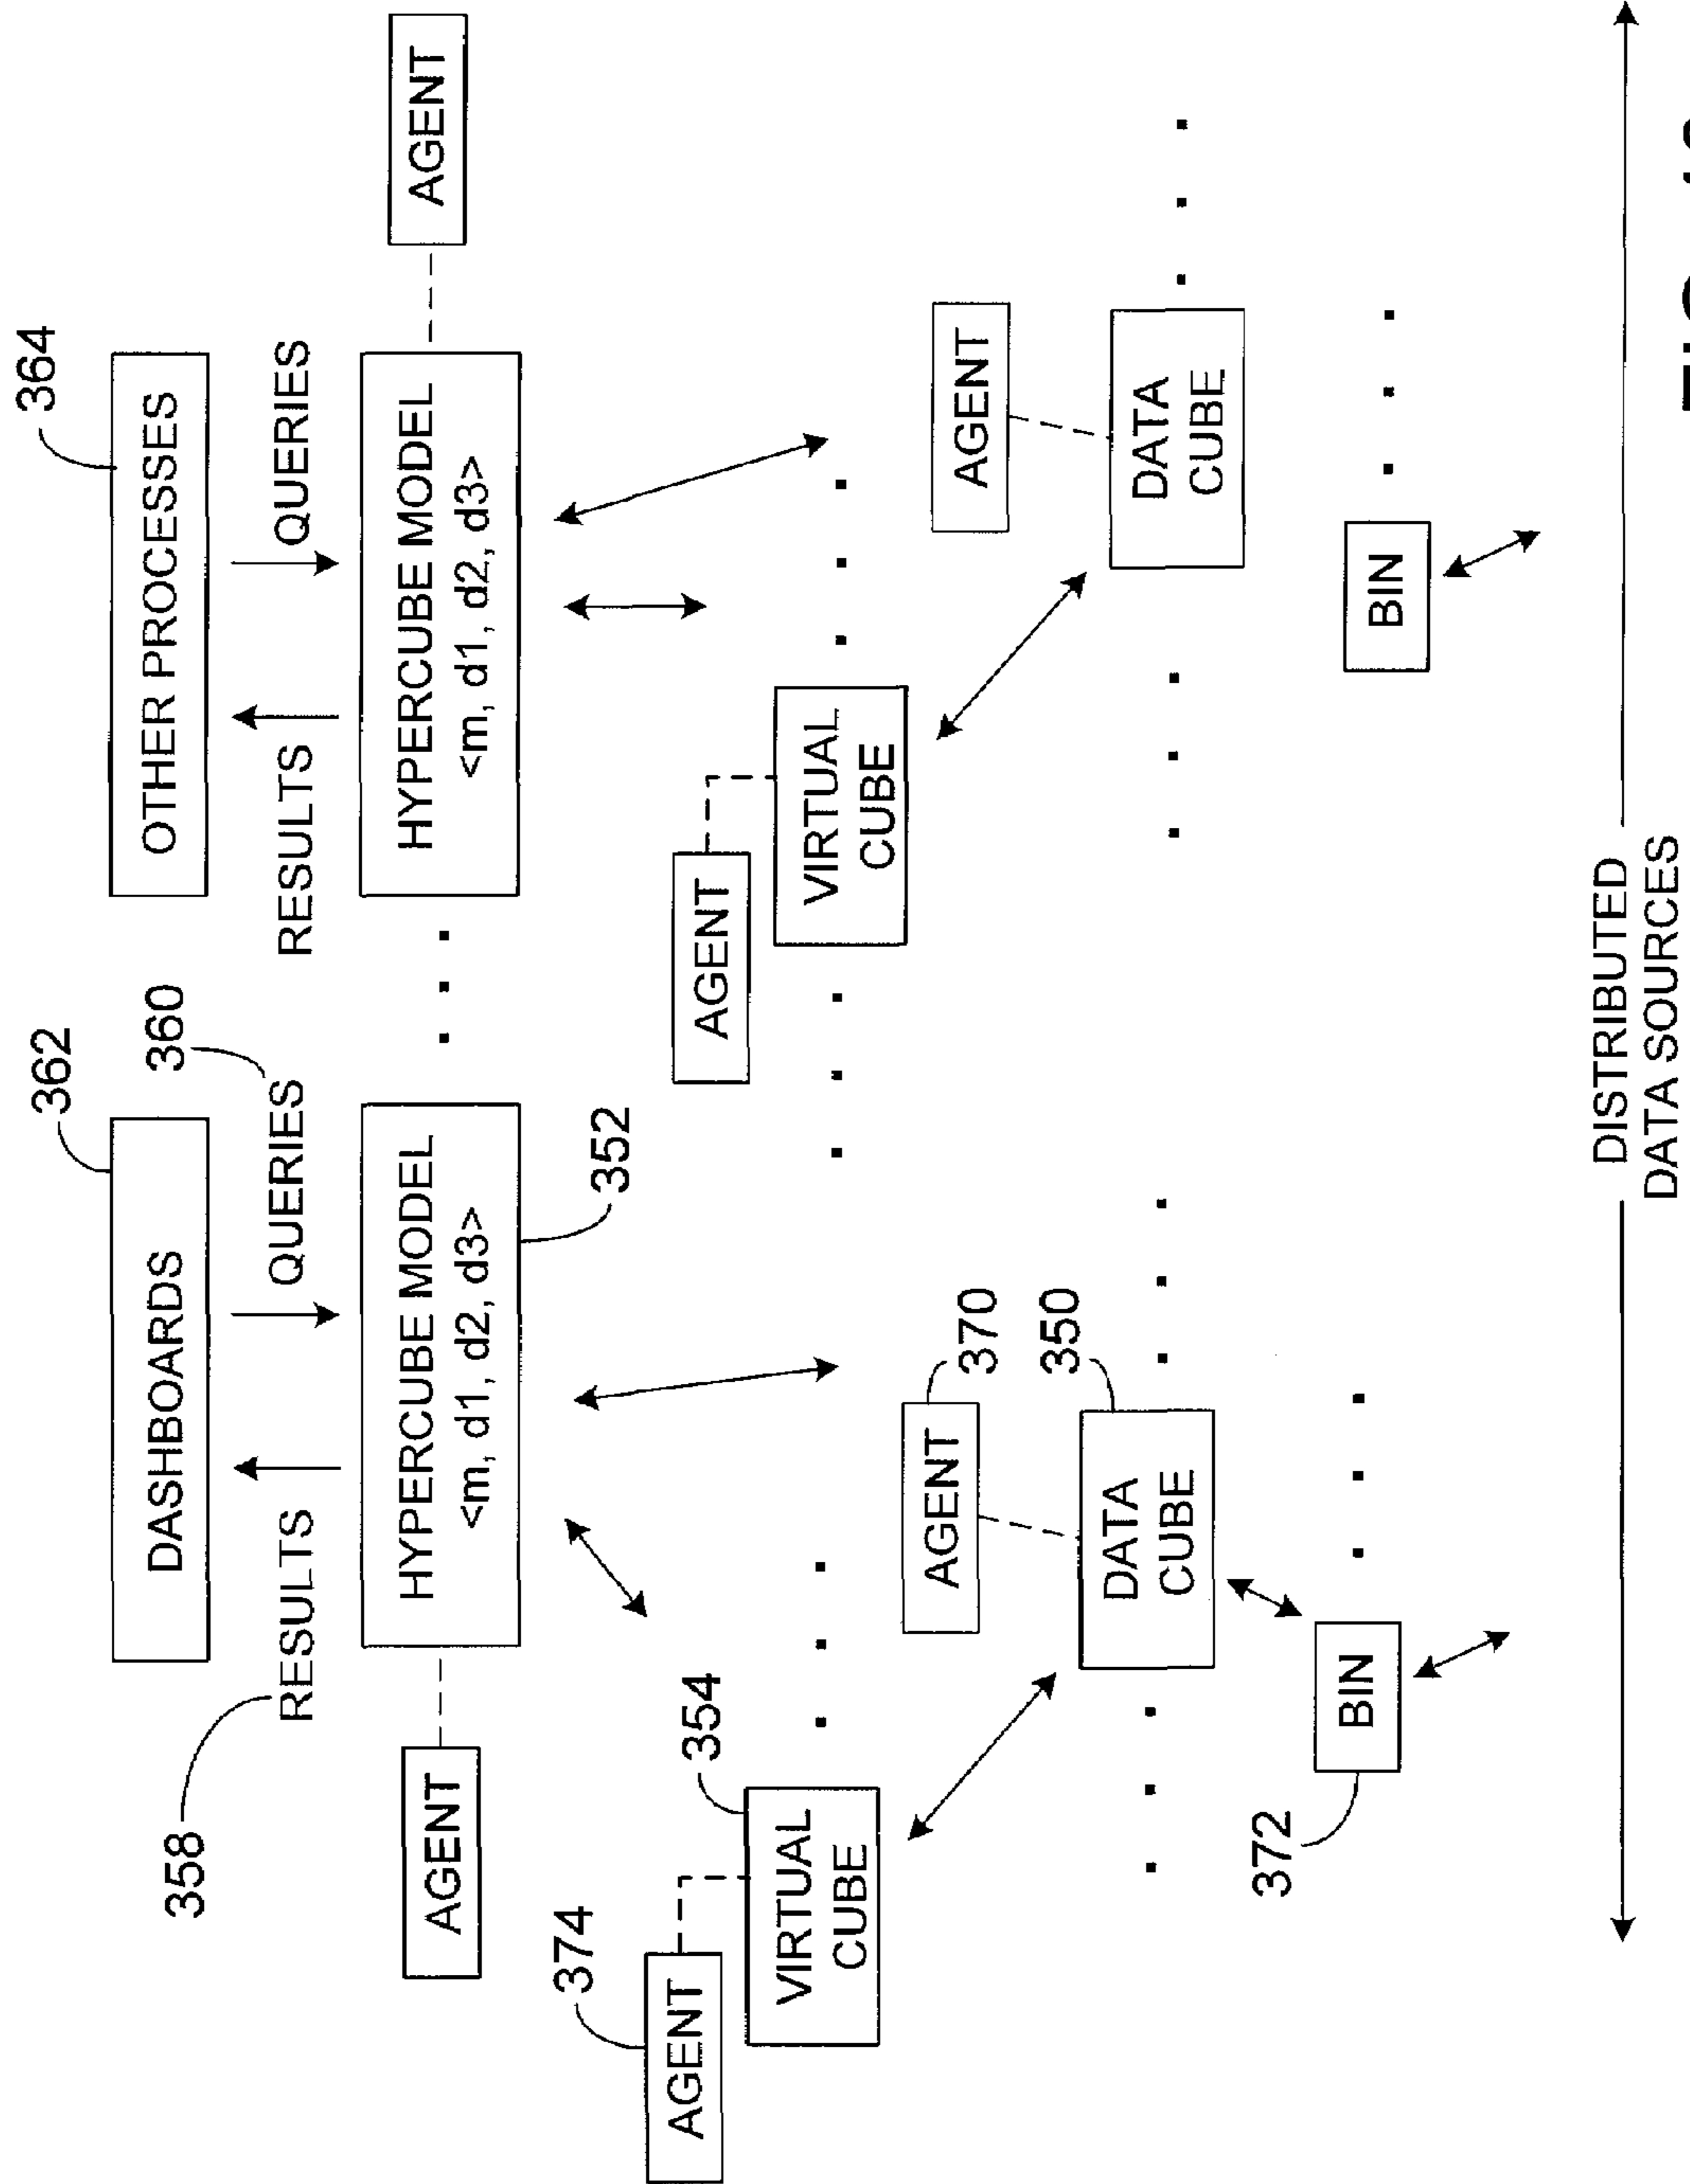 362
364
DASHBOARDS
OTHER PROCESSES
358
360
RESULTS
QUERIES
RESULTS
QUERIES
AGENT
HYPERCUBE MODEL
<m, d1, d2, d3>
HYPERCUBE MODEL
<m, d1, d2, d3>
AGENT
352
374
AGENT
354
VIRTUAL
CUBE
AGENT
VIRTUAL
CUBE
AGENT
370
AGENT
350
DATA
CUBE
DATA
CUBE
372
BIN
BIN
DISTRIBUTED
DATA SOURCES